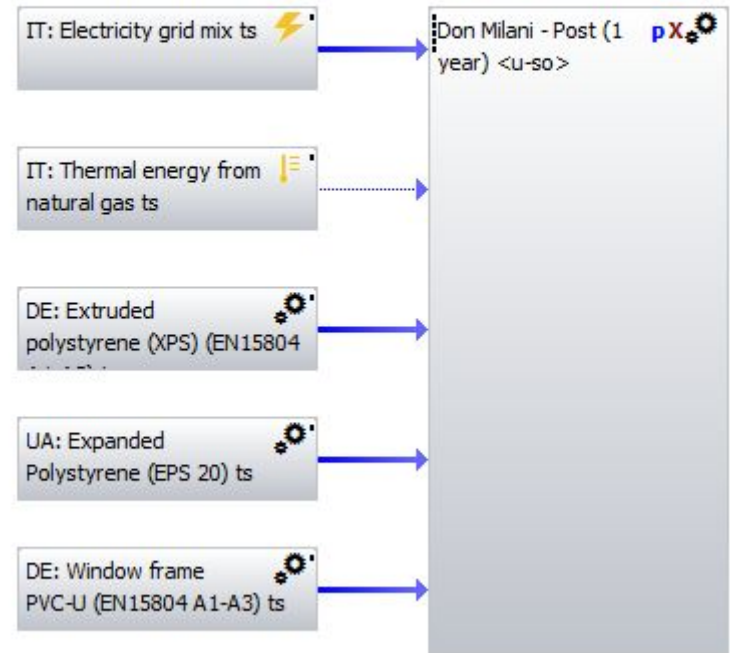 IT: Electricity grid mix ts
Don Milani - Post (1
pX
year) <u-so>
IT: Thermal energy from
natural gas ts
DE: Extruded
polystyrene (XPS) (EN15804
UA: Expanded
Polystyrene (EPS 20) ts
DE: Window frame
PVC-U (EN15804 A1-A3) ts